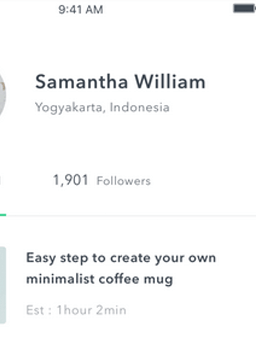 9:41 AM
Samantha William
Yogyakarta, Indonesia
1,901 Followers
Easy step to create your own
minimalist coffee mug
Est : 1hour 2min